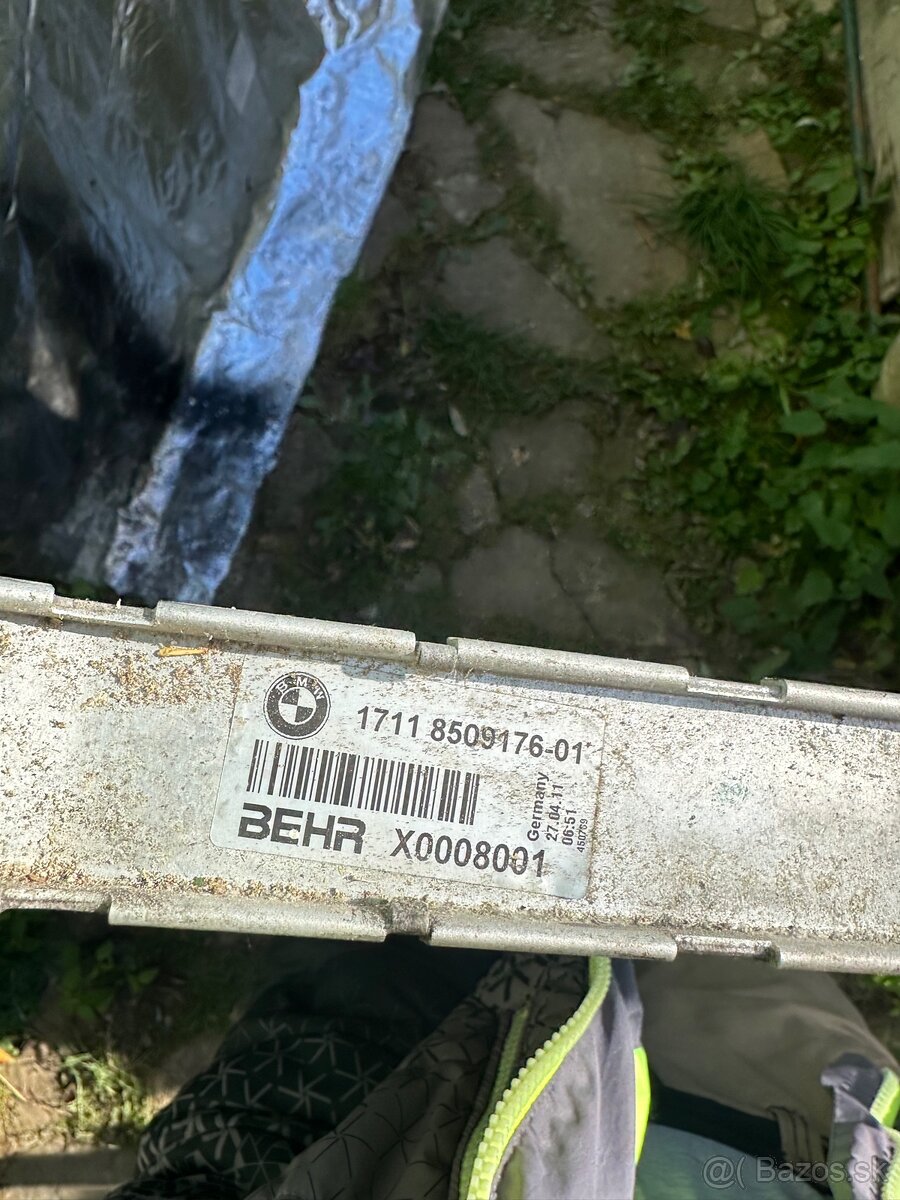 BMW
1711 8509176-01
BEHR X0008001
Germany
27.04.11
06:51
450769
@( Bazos.sk